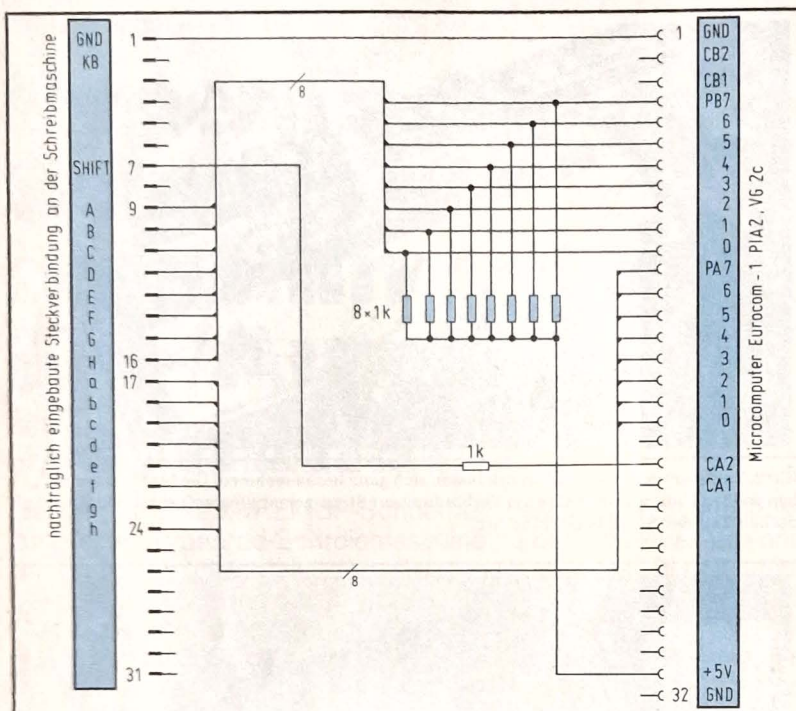 nachträglich eingebaute Steckverbindung an der Schreibmaschine
GND
KB
SHIFT
A
B
C
D
E
F
G
H
a
b
c
d
e
f
g
h
1
7
9
16
17
24
31
8
8×1k
1k
8
1
32
GND
CB2
CB1
PB7
6
5
4
3
2
1
0
PA7
6
5
4
3
2
1
0
CA2
CA1
+5V
GND
Microcomputer Eurocom-1 PIA2, VG 2c